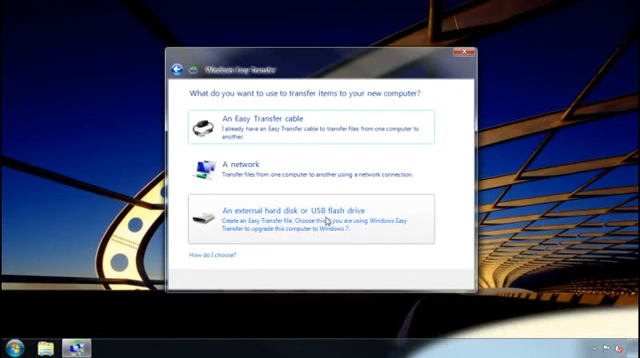 Windows Easy Transfer
What do you want to use to transfer items to your new computer?
An Easy Transfer cable
I already have an Easy Transfer cable to transfer files from one computer to
another.
A network
Transfer files from one computer to another using a network connection.
An external hard disk or USB flash drive
Create an Easy Transfer file. Choose this if you are using Windows Easy
Transfer to upgrade this computer to Windows 7.
How do I choose?